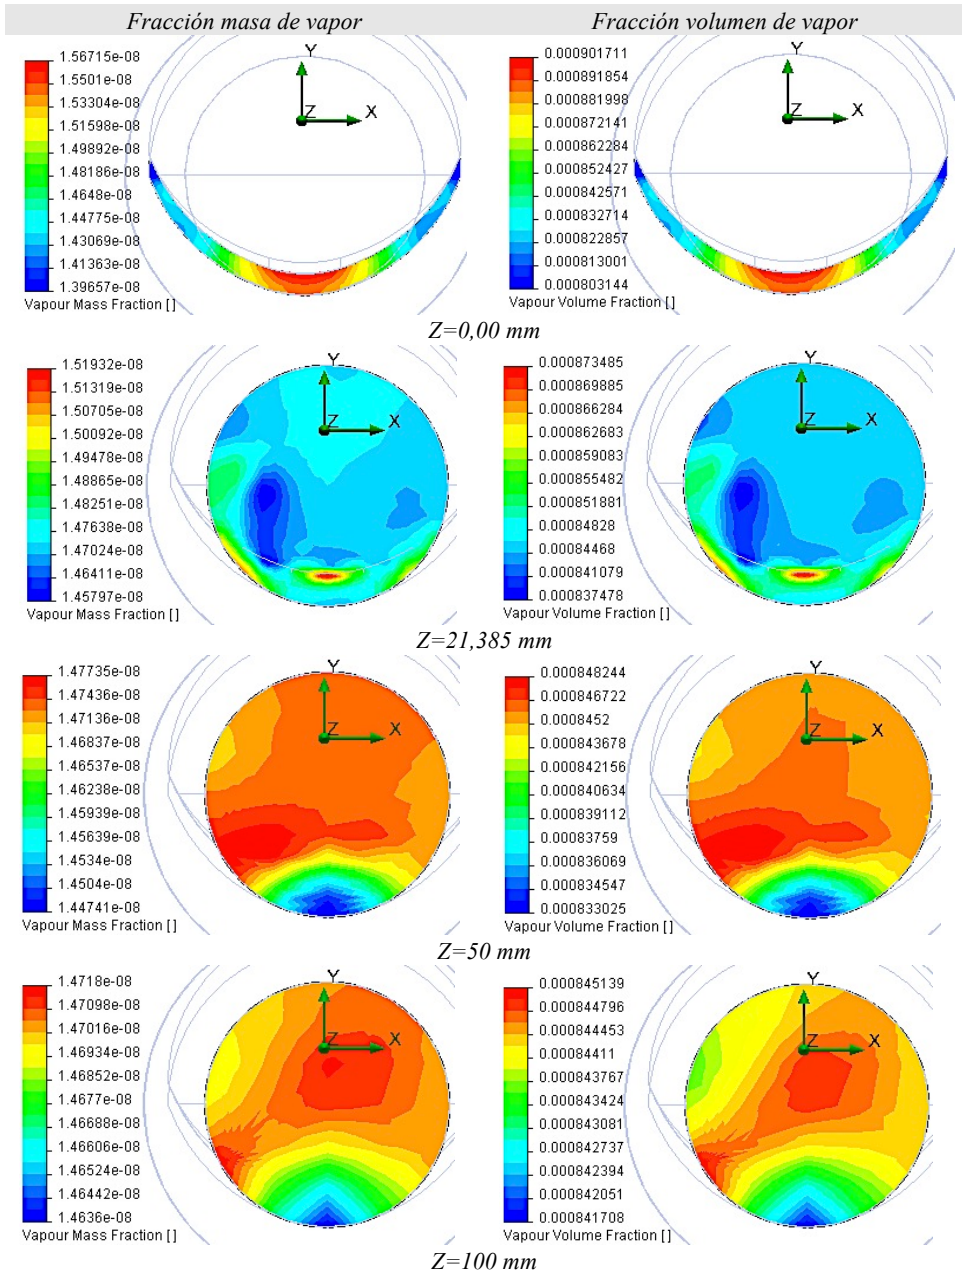 Fracción masa de vapor
Fracción volumen de vapor
1.56715e-08
1.5501e-08
1.53304e-08
1.51598e-08
1.49892e-08
1.48186e-08
1.4648e-08
1.44775e-08
1.43069e-08
1.41363e-08
1.39657e-08
Vapour Mass Fraction [ ]
Y
Z
X
0.000901711
0.000891854
0.000881998
0.000872141
0.000862284
0.000852427
0.000842571
0.000832714
0.000822857
0.000813001
0.000803144
Vapour Volume Fraction [ ]
Y
Z
X
Z=0,00 mm
1.51932e-08
1.51319e-08
1.50705e-08
1.50092e-08
1.49478e-08
1.48865e-08
1.48251e-08
1.47638e-08
1.47024e-08
1.46411e-08
1.45797e-08
Vapour Mass Fraction [ ]
Y
Z
X
0.000873485
0.000869885
0.000866284
0.000862683
0.000859083
0.000855482
0.000851881
0.00084828
0.00084468
0.000841079
0.000837478
Vapour Volume Fraction [ ]
Y
Z
X
Z=21,385 mm
1.47735e-08
1.47436e-08
1.47136e-08
1.46837e-08
1.46537e-08
1.46238e-08
1.45939e-08
1.45639e-08
1.4534e-08
1.4504e-08
1.44741e-08
Vapour Mass Fraction [ ]
Y
Z
X
0.000848244
0.000846722
0.0008452
0.000843678
0.000842156
0.000840634
0.000839112
0.00083759
0.000836069
0.000834547
0.000833025
Vapour Volume Fraction [ ]
Y
Z
X
Z=50 mm
1.4718e-08
1.47098e-08
1.47016e-08
1.46934e-08
1.46852e-08
1.4677e-08
1.46688e-08
1.46606e-08
1.46524e-08
1.46442e-08
1.4636e-08
Vapour Mass Fraction [ ]
Y
Z
X
0.000845139
0.000844796
0.000844453
0.00084411
0.000843767
0.000843424
0.000843081
0.000842737
0.000842394
0.000842051
0.000841708
Vapour Volume Fraction [ ]
Y
Z
X
Z=100 mm